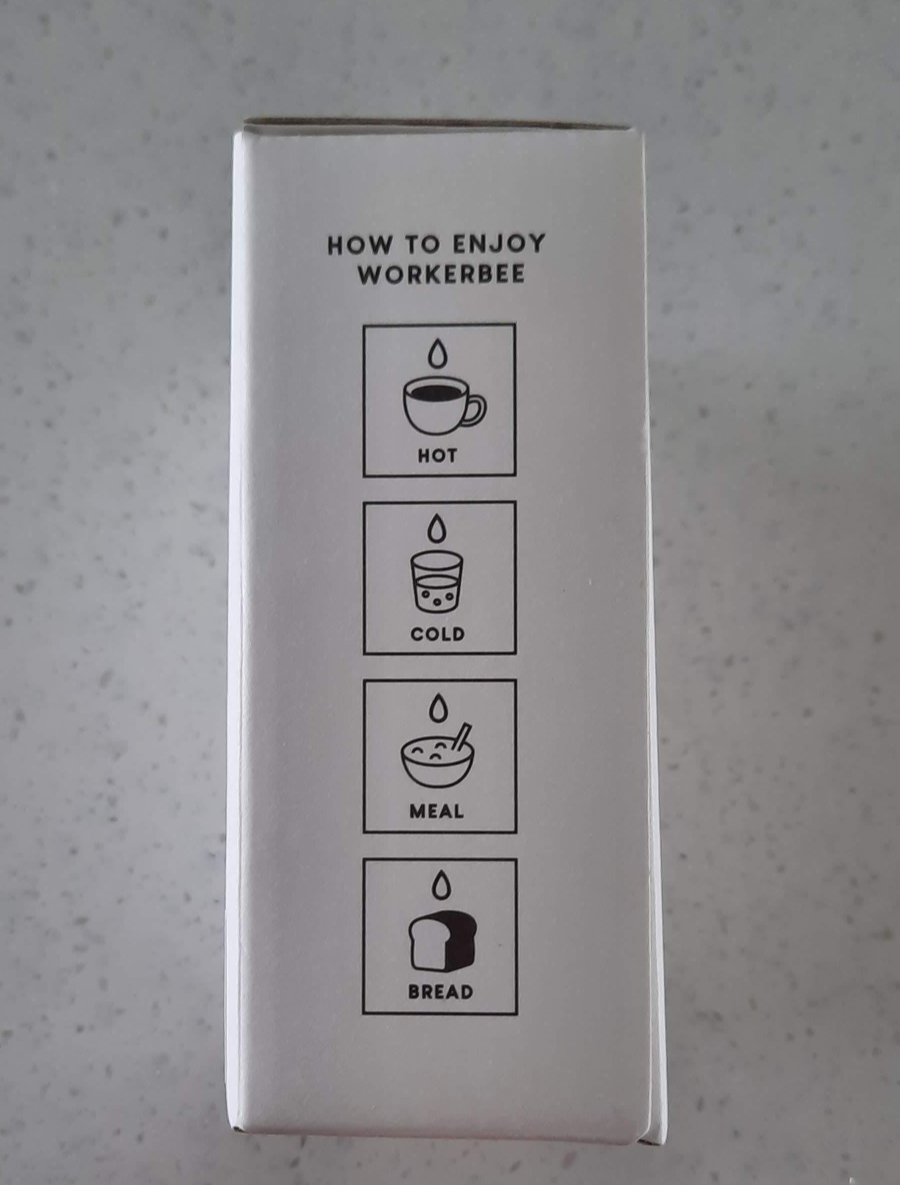 HOW TO ENJOY
WORKERBEE
HOT
COLD
MEAL
BREAD